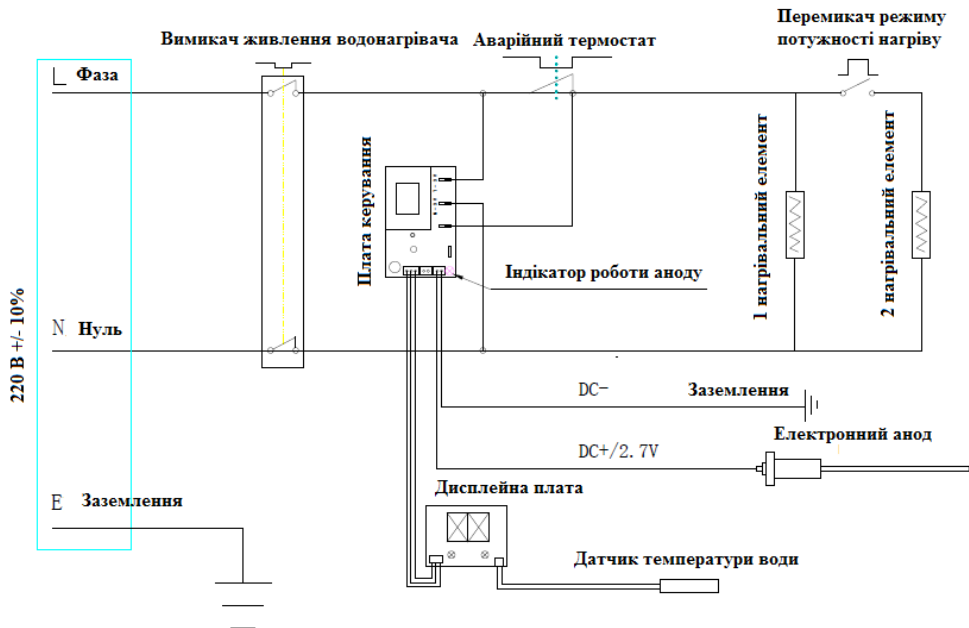 Перемикач режиму
потужності нагріву
Вимикач живлення водонагрівача
Аварійний термостат
L Фаза
Плата керування
1 нагрівальний елемент
2 нагрівальний елемент
Індікатор роботи аноду
220 В +/- 10%
N Нуль
DC- Заземлення
Електронний анод
DC+/2.7V
Дисплейна плата
E Заземлення
Датчик температури води